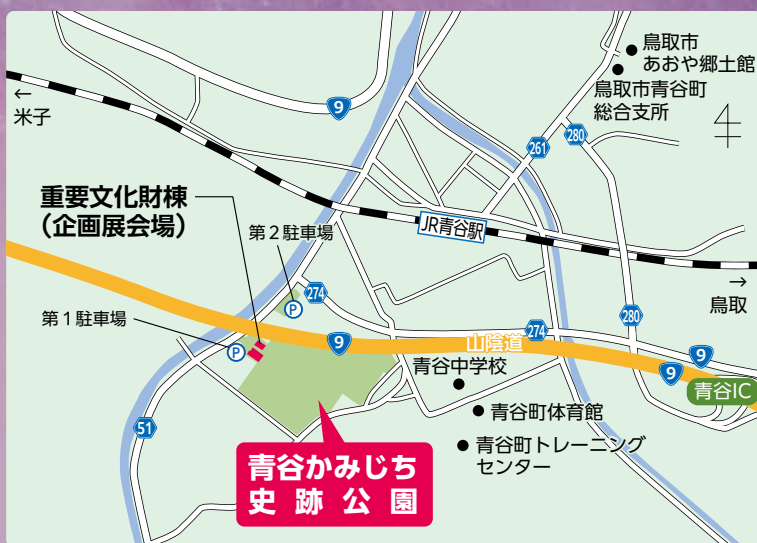 鳥取市
あおや郷土館
鳥取市青谷町
総合支所
9
←
米子
261
280
重要文化財棟
（企画展会場）
第2駐車場
JR青谷駅
→
鳥取
P
274
280
第1駐車場
P
9
山陰道
274
9
9
青谷IC
青谷中学校
青谷町体育館
青谷町トレーニング
センター
51
青谷かみじち
史跡公園